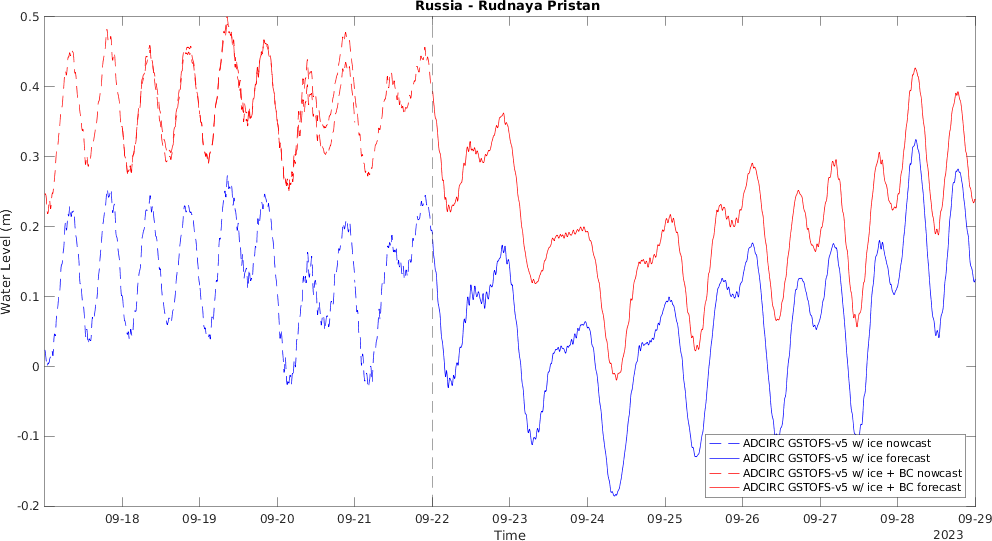 Russia - Rudnaya Pristan
Water Level (m)
0.5
0.4
0.3
0.2
0.1
0
-0.1
-0.2
ADCIRC GSTOFS-v5 w/ ice nowcast
ADCIRC GSTOFS-v5 w/ ice forecast
ADCIRC GSTOFS-v5 w/ ice + BC nowcast
ADCIRC GSTOFS-v5 w/ ice + BC forecast
09-18 09-19 09-20 09-21 09-22 09-23 09-24 09-25 09-26 09-27 09-28 09-29
Time
2023